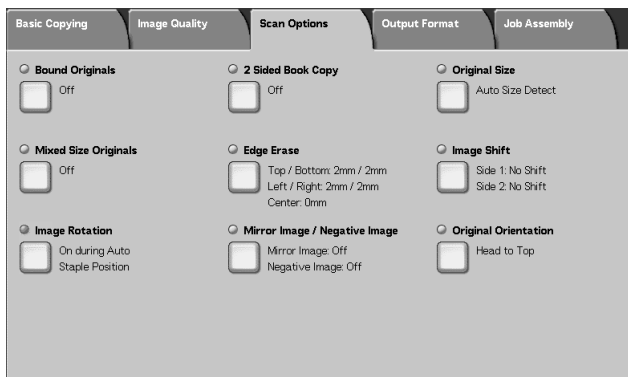 Basic Copying
Image Quality
Scan Options
Output Format
Job Assembly
Bound Originals
Off
2 Sided Book Copy
Off
Original Size
Auto Size Detect
Mixed Size Originals
Off
Edge Erase
Top / Bottom: 2mm / 2mm
Left / Right: 2mm / 2mm
Center: 0mm
Image Shift
Side 1: No Shift
Side 2: No Shift
Image Rotation
On during Auto
Staple Position
Mirror Image / Negative Image
Mirror Image: Off
Negative Image: Off
Original Orientation
Head to Top